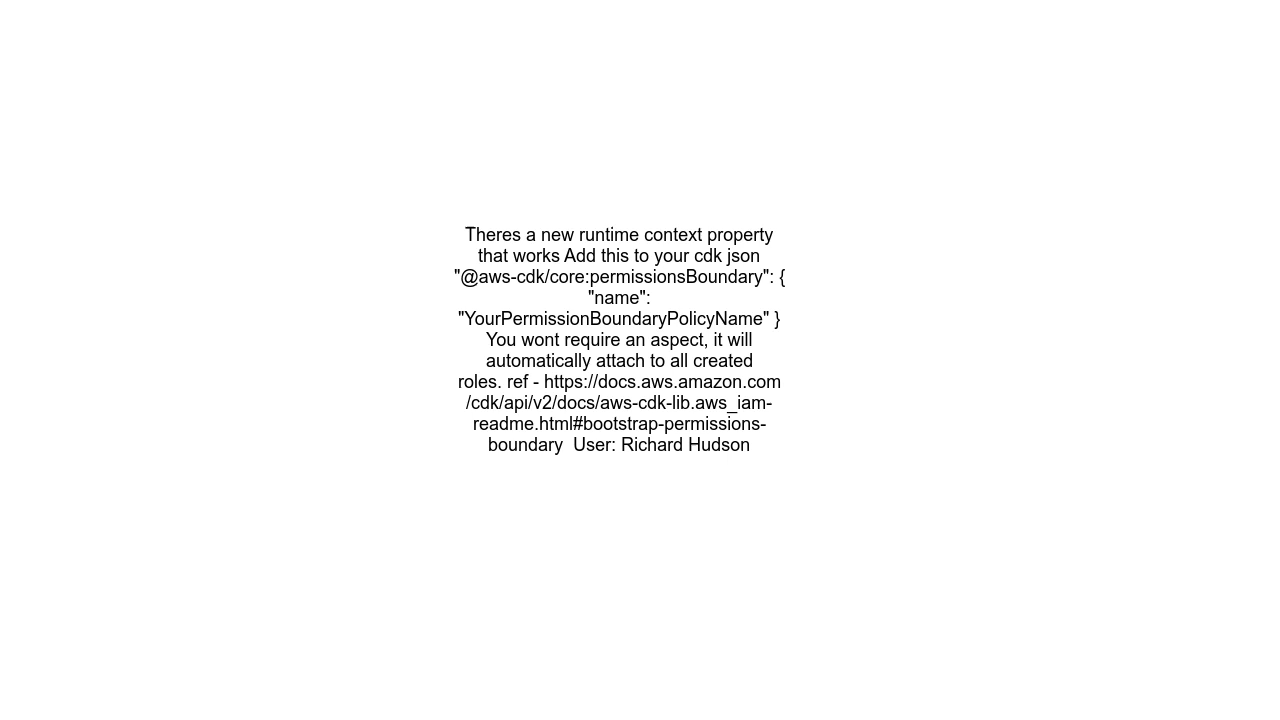 Theres a new runtime context property
that works Add this to your cdk json
"@aws-cdk/core:permissionsBoundary": {
"name":
"YourPermissionBoundaryPolicyName" }
You wont require an aspect, it will
automatically attach to all created
roles. ref - https://docs.aws.amazon.com
/cdk/api/v2/docs/aws-cdk-lib.aws_iam-
readme.html#bootstrap-permissions-
boundary  User: Richard Hudson